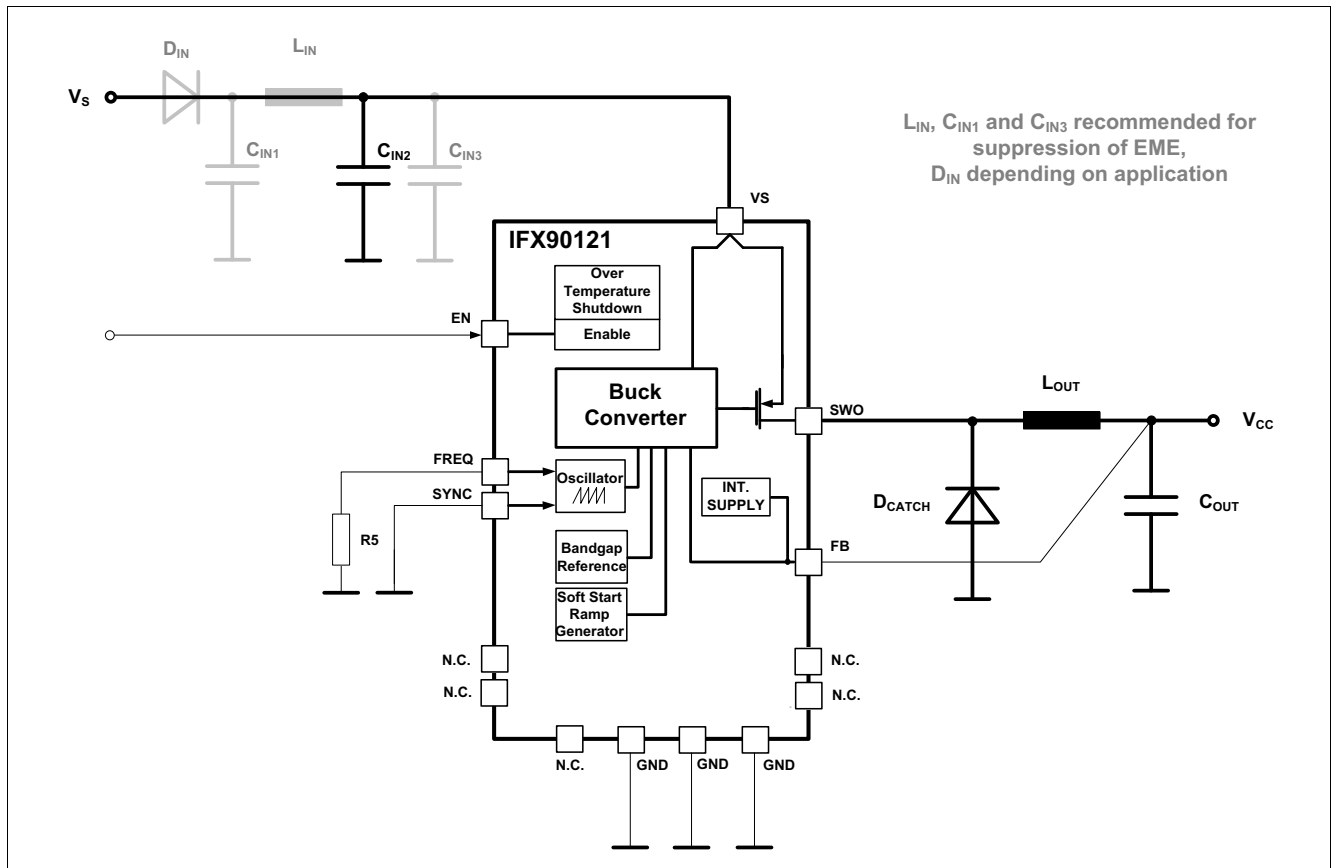 D_IN
L_IN
V_S
C_IN1
C_IN2
C_IN3
L_IN, C_IN1 and C_IN3 recommended for
suppression of EME,
D_IN depending on application
VS
IFX90121
Over
Temperature
Shutdown
EN
Enable
Buck
Converter
L_OUT
SWO
V_CC
FREQ
Oscillator
SYNC
INT.
SUPPLY
D_CATCH
C_OUT
R5
FB
Bandgap
Reference
Soft Start
Ramp
Generator
N.C.
N.C.
N.C.
N.C.
N.C.
GND
GND
GND